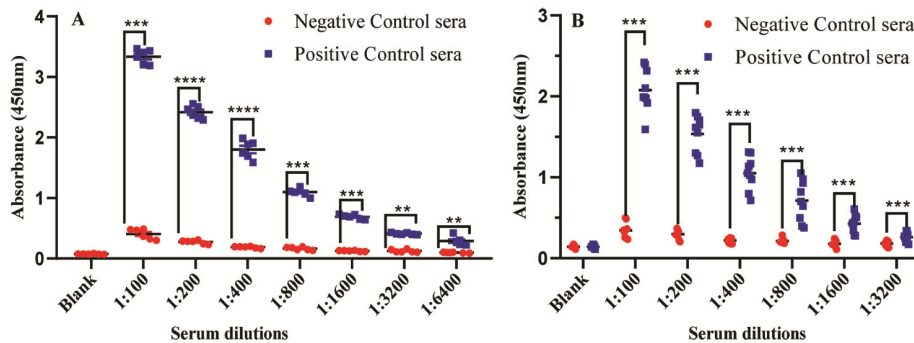 A
Negative Control sera
Positive Control sera
Absorbance (450nm)
4
3
2
1
0
***
****
****
***
***
**
**
Blank
1:100
1:200
1:400
1:800
1:1600
1:3200
1:6400
Serum dilutions
B
Negative Control sera
Positive Control sera
Absorbance (450nm)
3
2
1
0
***
***
***
***
***
***
Blank
1:100
1:200
1:400
1:800
1:1600
1:3200
Serum dilutions